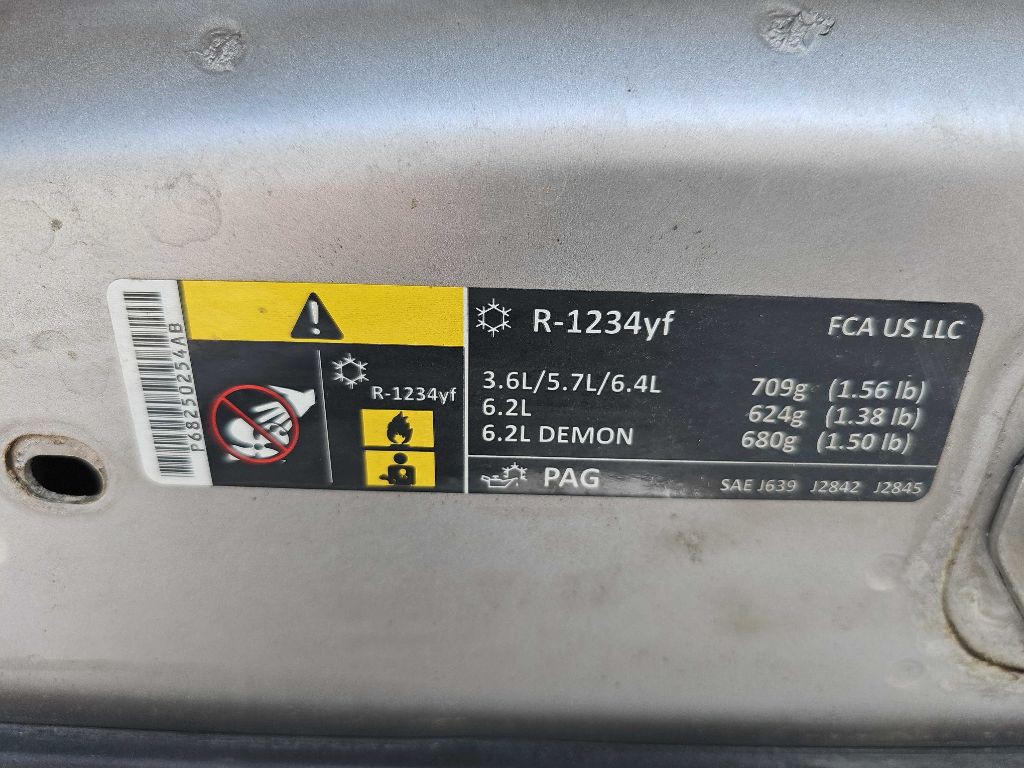 P68250254AB
R-1234yf
R-1234yf FCA US LLC
3.6L/5.7L/6.4L 709g (1.56 lb)
6.2L 624g (1.38 lb)
6.2L DEMON 680g (1.50 lb)
PAG SAE J639 J2842 J2845